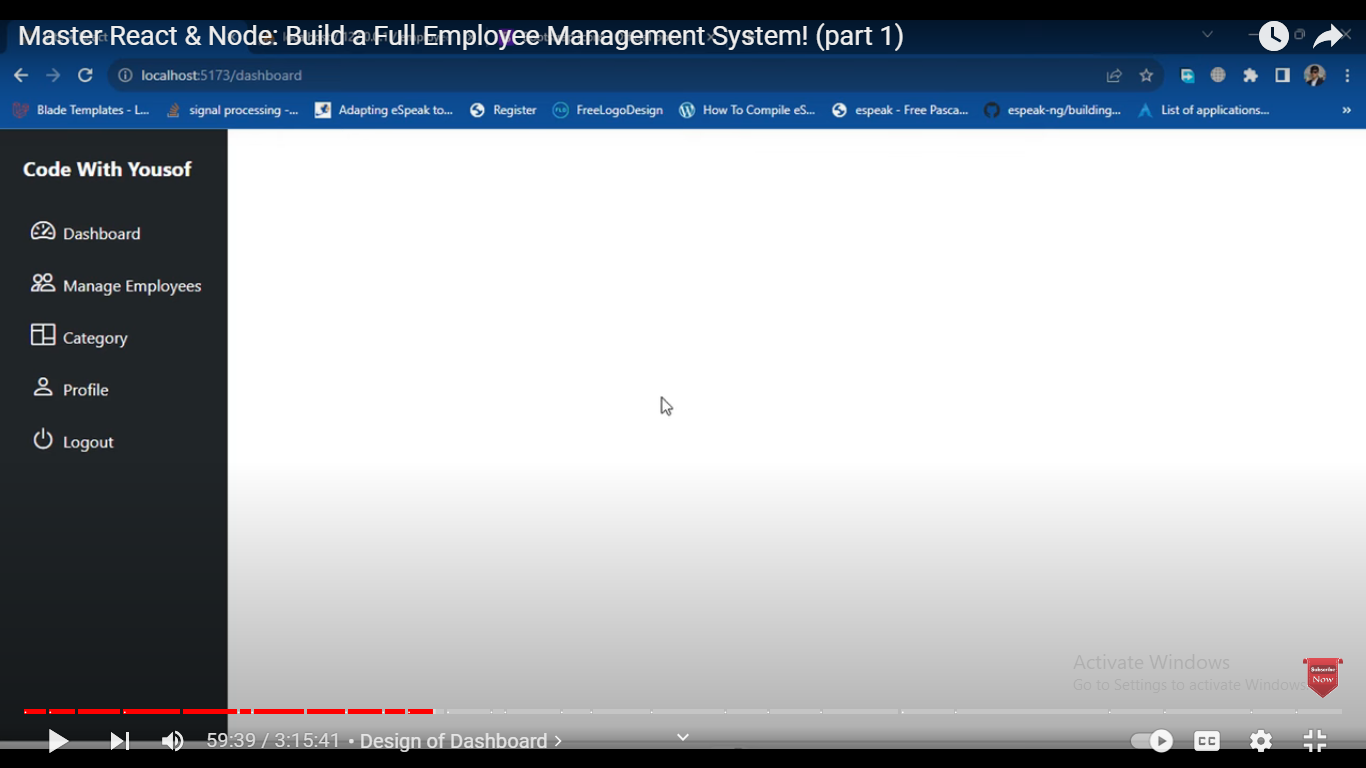 Master React & Node: Build a Full Employee Management System! (part 1)
localhost:5173/dashboard
Blade Templates - L...
signal processing -...
Adapting eSpeak to...
Register
FLD
FreeLogoDesign
How To Compile eS...
espeak - Free Pasca...
espeak-ng/building...
List of applications...
»
Code With Yousof
Dashboard
Manage Employees
Category
Profile
Logout
Activate Windows
Go to Settings to activate Windows
Subscribe
Now
59:39 / 3:15:41 • Design of Dashboard >
CC